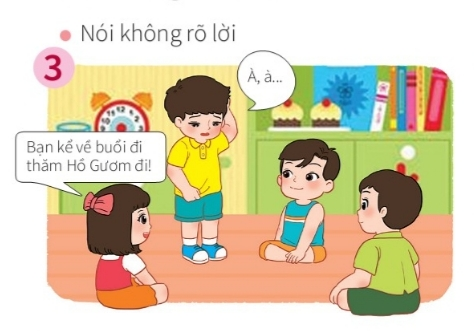 Nói không rõ lời
3
À, à...
Bạn kể về buổi đi
thăm Hồ Gươm đi!